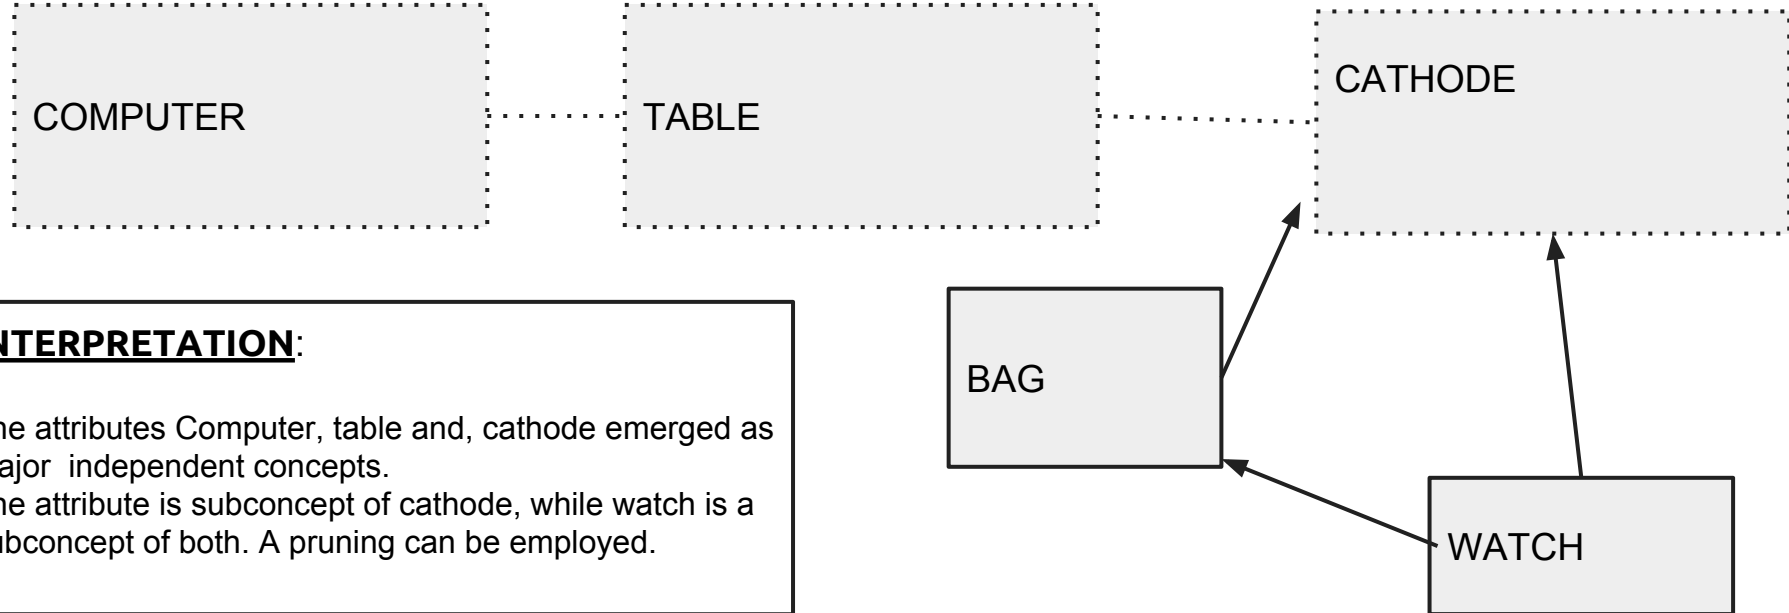 COMPUTER
TABLE
CATHODE
NTERPRETATION:
he attributes Computer, table and, cathode emerged as
ajor independent concepts.
he attribute is subconcept of cathode, while watch is a
ubconcept of both. A pruning can be employed.
BAG
WATCH